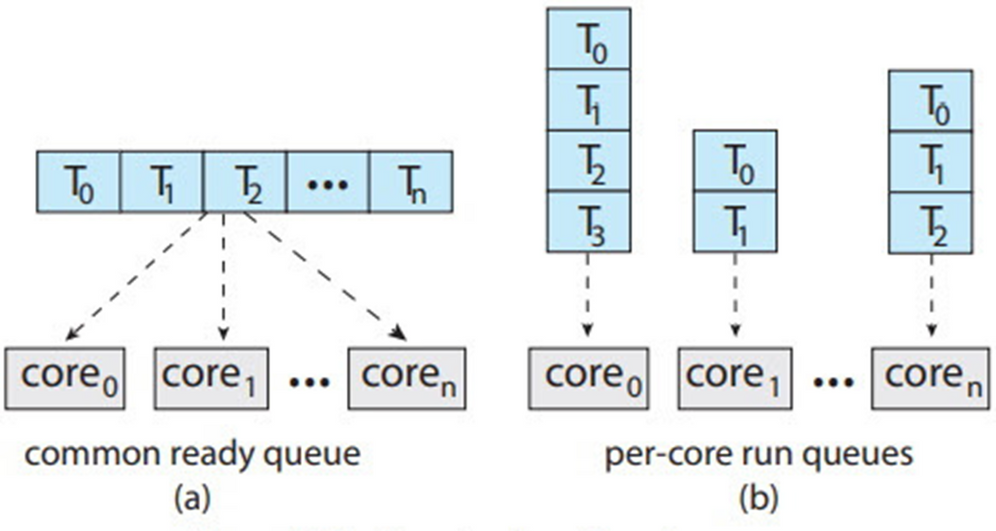 T0 T1 T2 ... Tn
core0 core1 ... coren
common ready queue
(a)
T0
T1
T2
T3
T0
T1
T0
T1
T2
core0 core1 ... coren
per-core run queues
(b)